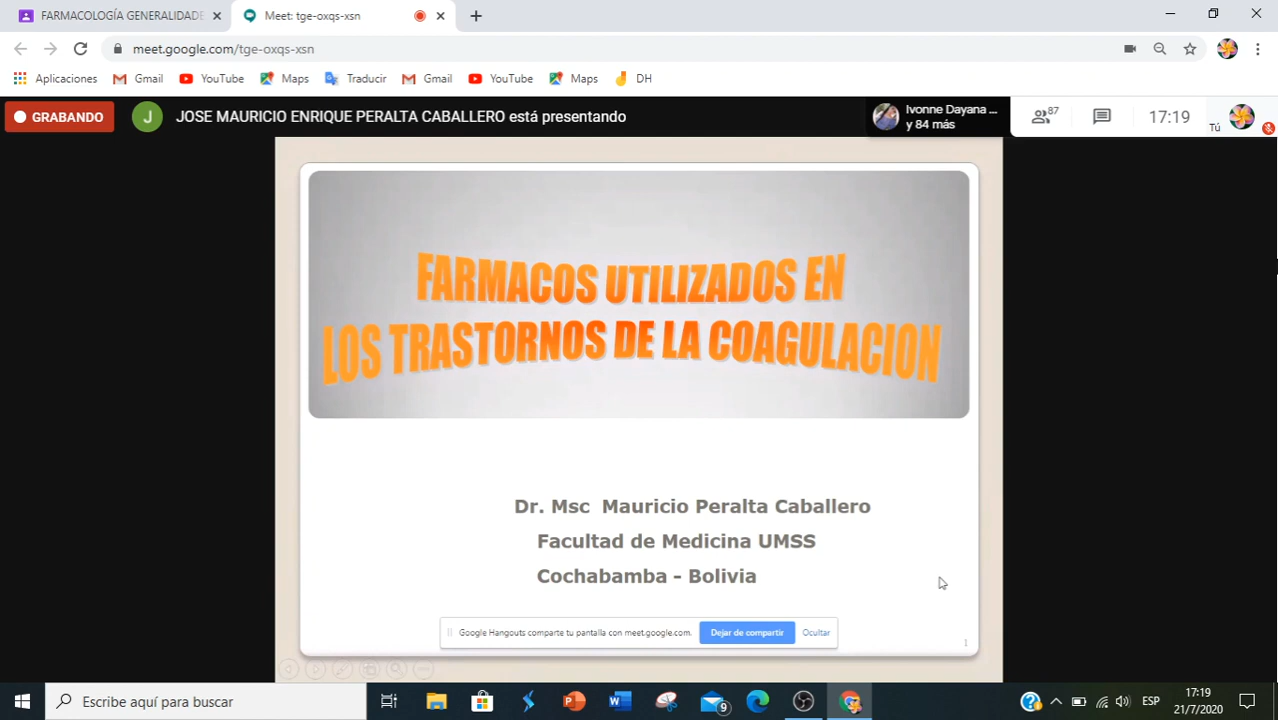 FARMACOLOGÍA GENERALIDADE
Meet: tge-oxqs-xsn
meet.google.com/tge-oxqs-xsn
Aplicaciones Gmail YouTube Maps Traducir Gmail YouTube Maps DH
GRABANDO J JOSE MAURICIO ENRIQUE PERALTA CABALLERO está presentando
Ivonne Dayana ...
y 84 más
87
17:19
Tú
FARMACOS UTILIZADOS EN
LOS TRASTORNOS DE LA COAGULACION
Dr. Msc Mauricio Peralta Caballero
Facultad de Medicina UMSS
Cochabamba - Bolivia
Google Hangouts comparte tu pantalla con meet.google.com. Dejar de compartir Ocultar
1
Escribe aquí para buscar
9
ESP
17:19
21/7/2020